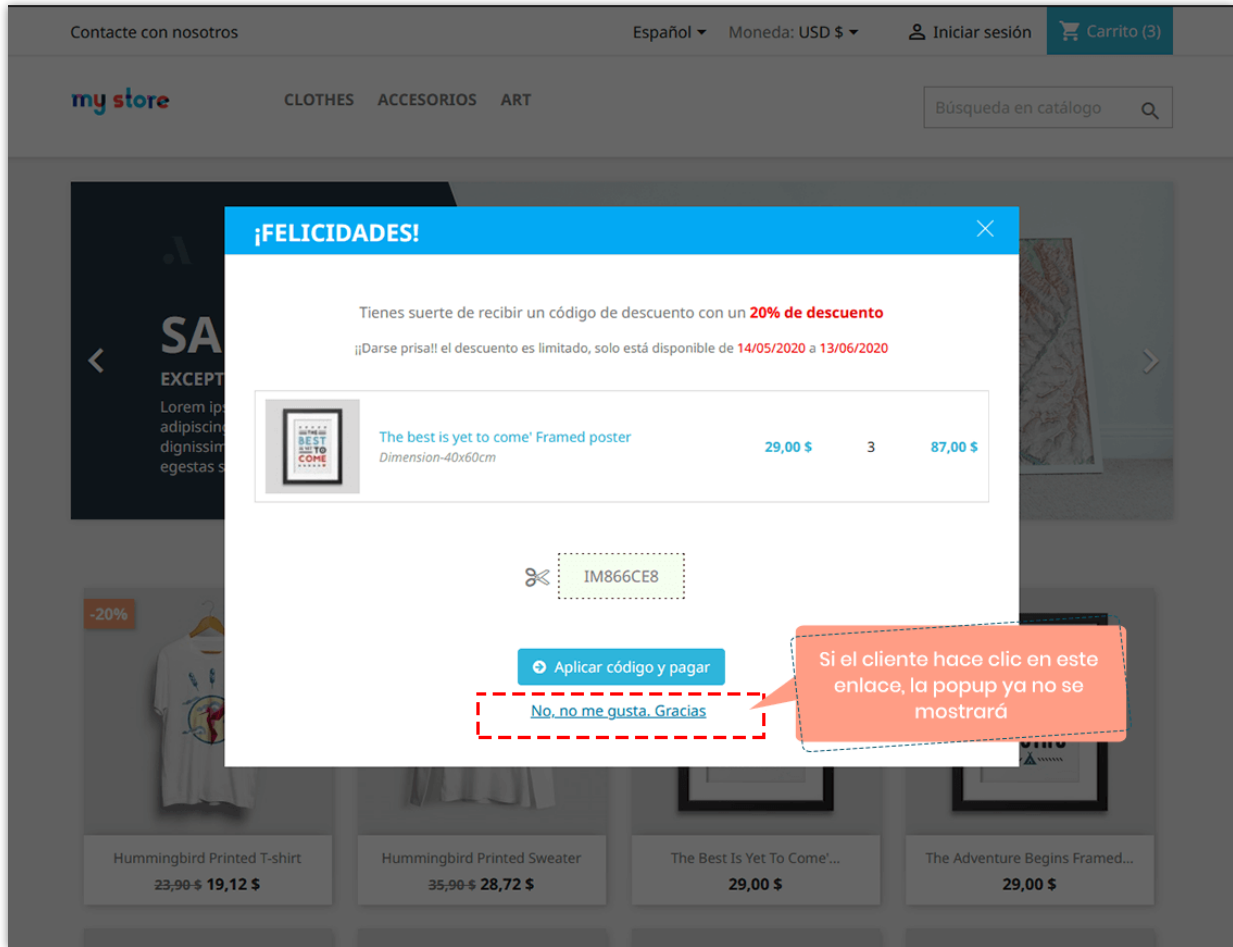 Contacte con nosotros
Español
Moneda: USD $
Iniciar sesión
Carrito (3)
my store
CLOTHES
ACCESORIOS
ART
Búsqueda en catálogo
¡FELICIDADES!
SA
EXCEPT
Lorem ip
adipiscin
dignissim
egestas s
Tienes suerte de recibir un código de descuento con un 20% de descuento
¡¡Darse prisa!! el descuento es limitado, solo está disponible de 14/05/2020 a 13/06/2020
THE
BEST
IS YET TO
COME
The best is yet to come' Framed poster
Dimension-40x60cm
29,00 $
3
87,00 $
IM866CE8
-20%
Aplicar código y pagar
No, no me gusta. Gracias
Si el cliente hace clic en este
enlace, la popup ya no se
mostrará
Hummingbird Printed T-shirt
23,90 $ 19,12 $
Hummingbird Printed Sweater
35,90 $ 28,72 $
The Best Is Yet To Come'...
29,00 $
The Adventure Begins Framed...
29,00 $